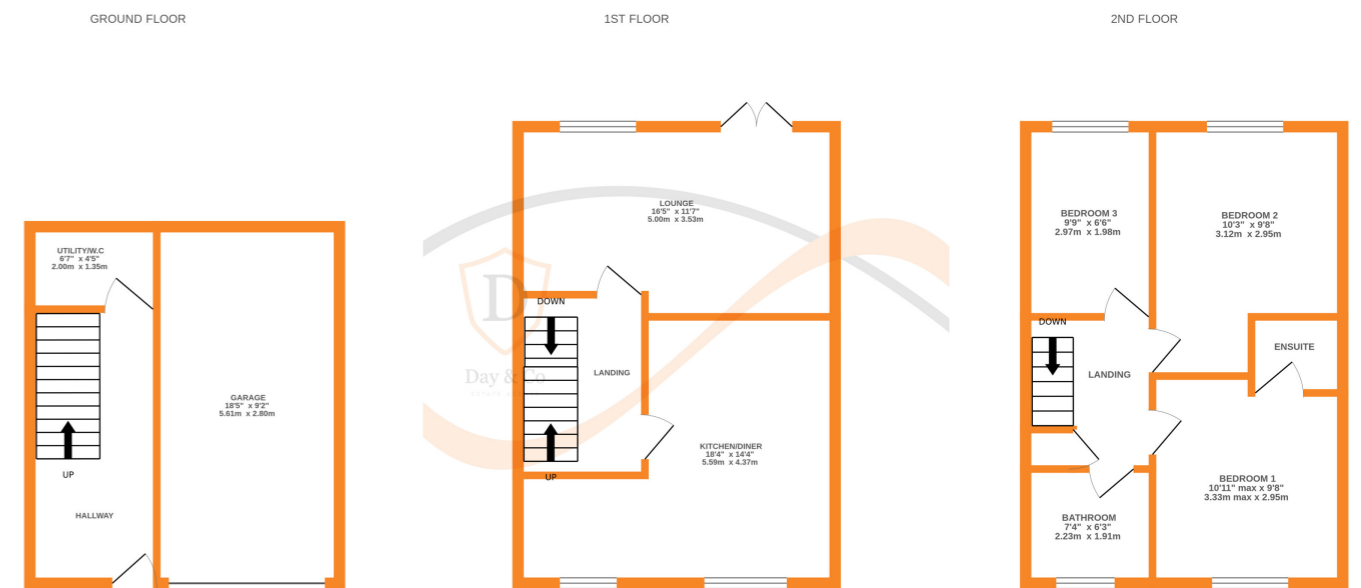 GROUND FLOOR
UTILITY/W.C
6'7" x 4'5"
2.00m x 1.35m
UP
HALLWAY
GARAGE
18'5" x 9'2"
5.61m x 2.80m
1ST FLOOR
LOUNGE
16'5" x 11'7"
5.00m x 3.53m
DOWN
LANDING
UP
KITCHEN/DINER
18'4" x 14'4"
5.59m x 4.37m
D
Day & Co
2ND FLOOR
BEDROOM 3
9'9" x 6'6"
2.97m x 1.98m
BEDROOM 2
10'3" x 9'8"
3.12m x 2.95m
DOWN
LANDING
ENSUITE
BEDROOM 1
10'11" max x 9'8"
3.33m max x 2.95m
BATHROOM
7'4" x 6'3"
2.23m x 1.91m